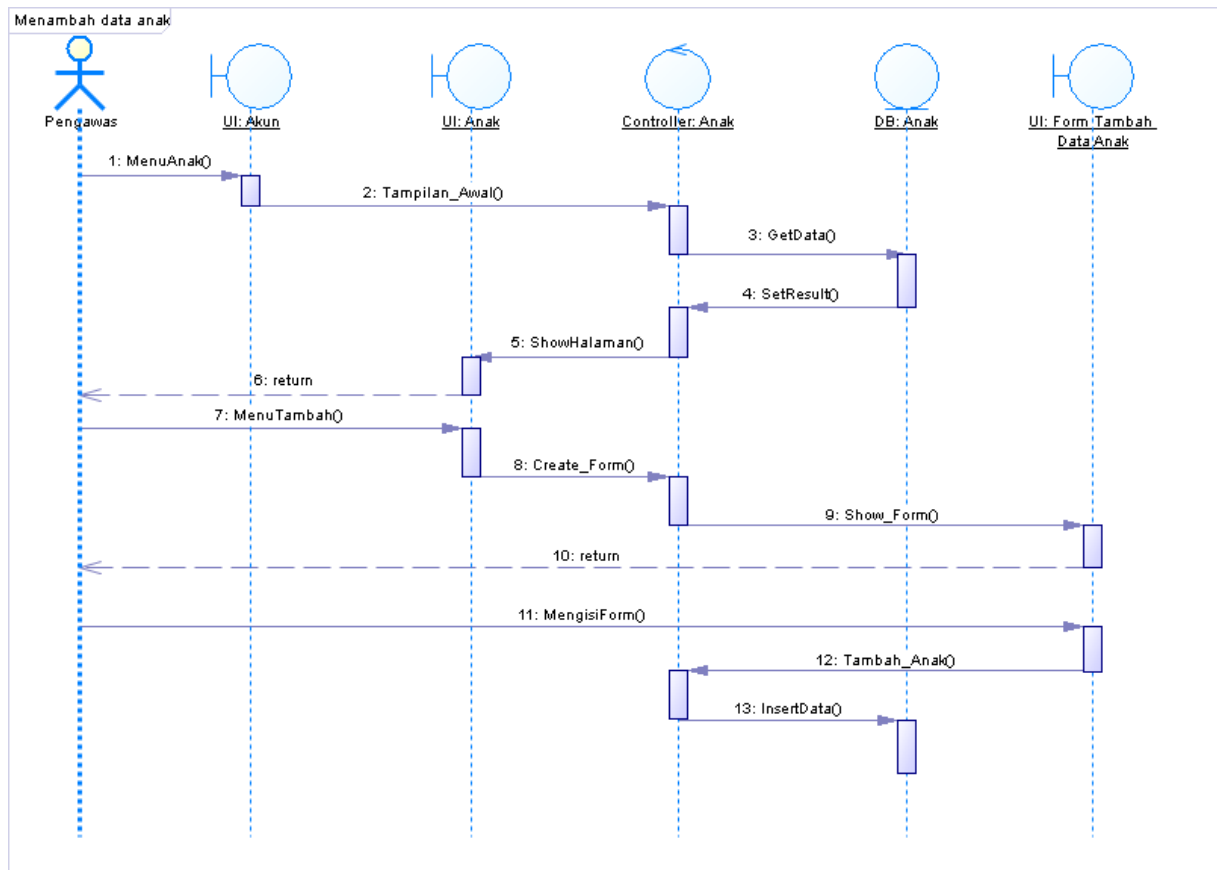 Menambah data anak
Pengawas
UI: Akun
UI: Anak
Controller: Anak
DB: Anak
UI: Form Tambah
Data Anak
1: MenuAnak()
2: Tampilan_Awal()
3: GetData()
4: SetResult()
5: ShowHalaman()
6: return
7: MenuTambah()
8: Create_Form()
9: Show_Form()
10: return
11: MengisiForm()
12: Tambah_Anak()
13: InsertData()